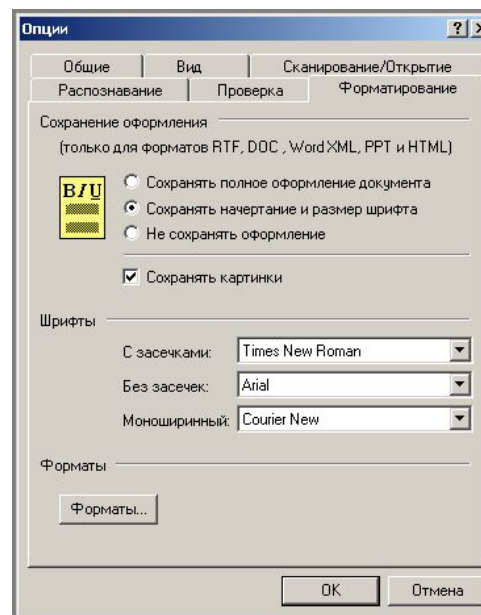 Опции
Общие Вид Сканирование/Открытие
Распознавание Проверка Форматирование
Сохранение оформления
(только для форматов RTF, DOC , Word XML, PPT и HTML)
B I U
Сохранять полное оформление документа
Сохранять начертание и размер шрифта
Не сохранять оформление
Сохранять картинки
Шрифты
С засечками: Times New Roman
Без засечек: Arial
Моноширинный: Courier New
Форматы
Форматы...
OK Отмена